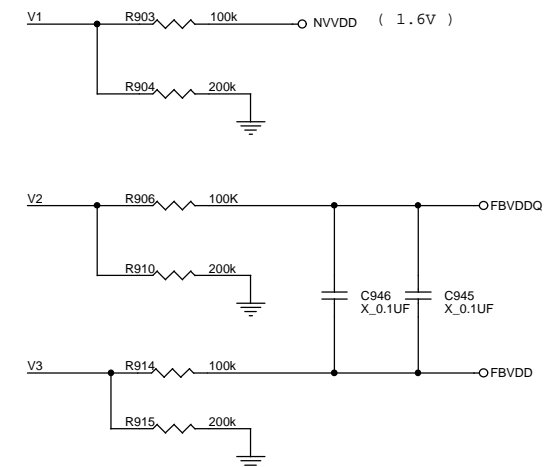 V1 R903 100k NVVDD ( 1.6V )
R904 200k
V2 R906 100K FBVDDQ
R910 200k
C946 C945
X_0.1UF X_0.1UF
V3 R914 100k FBVDD
R915 200k